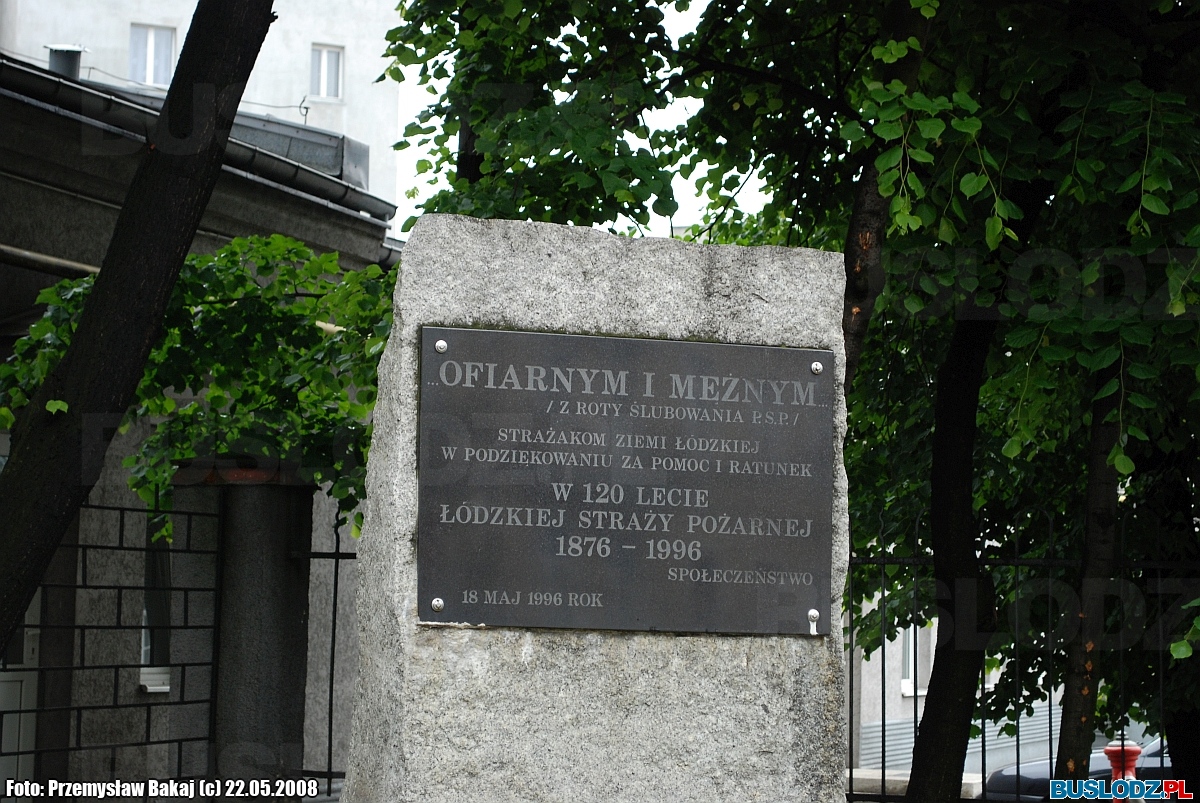 ...OFIARNYM I MEŻNYM...
/ Z ROTY ŚLUBOWANIA P.S.P. /
STRAŻAKOM ZIEMI ŁÓDZKIEJ
W PODZIĘKOWANIU ZA POMOC I RATUNEK
W 120 LECIE
ŁÓDZKIEJ STRAŻY POŻARNEJ
1876 – 1996
SPOŁECZEŃSTWO
18 MAJ 1996 ROK
Foto: Przemysław Bakaj (c) 22.05.2008
BUSLODZ.PL